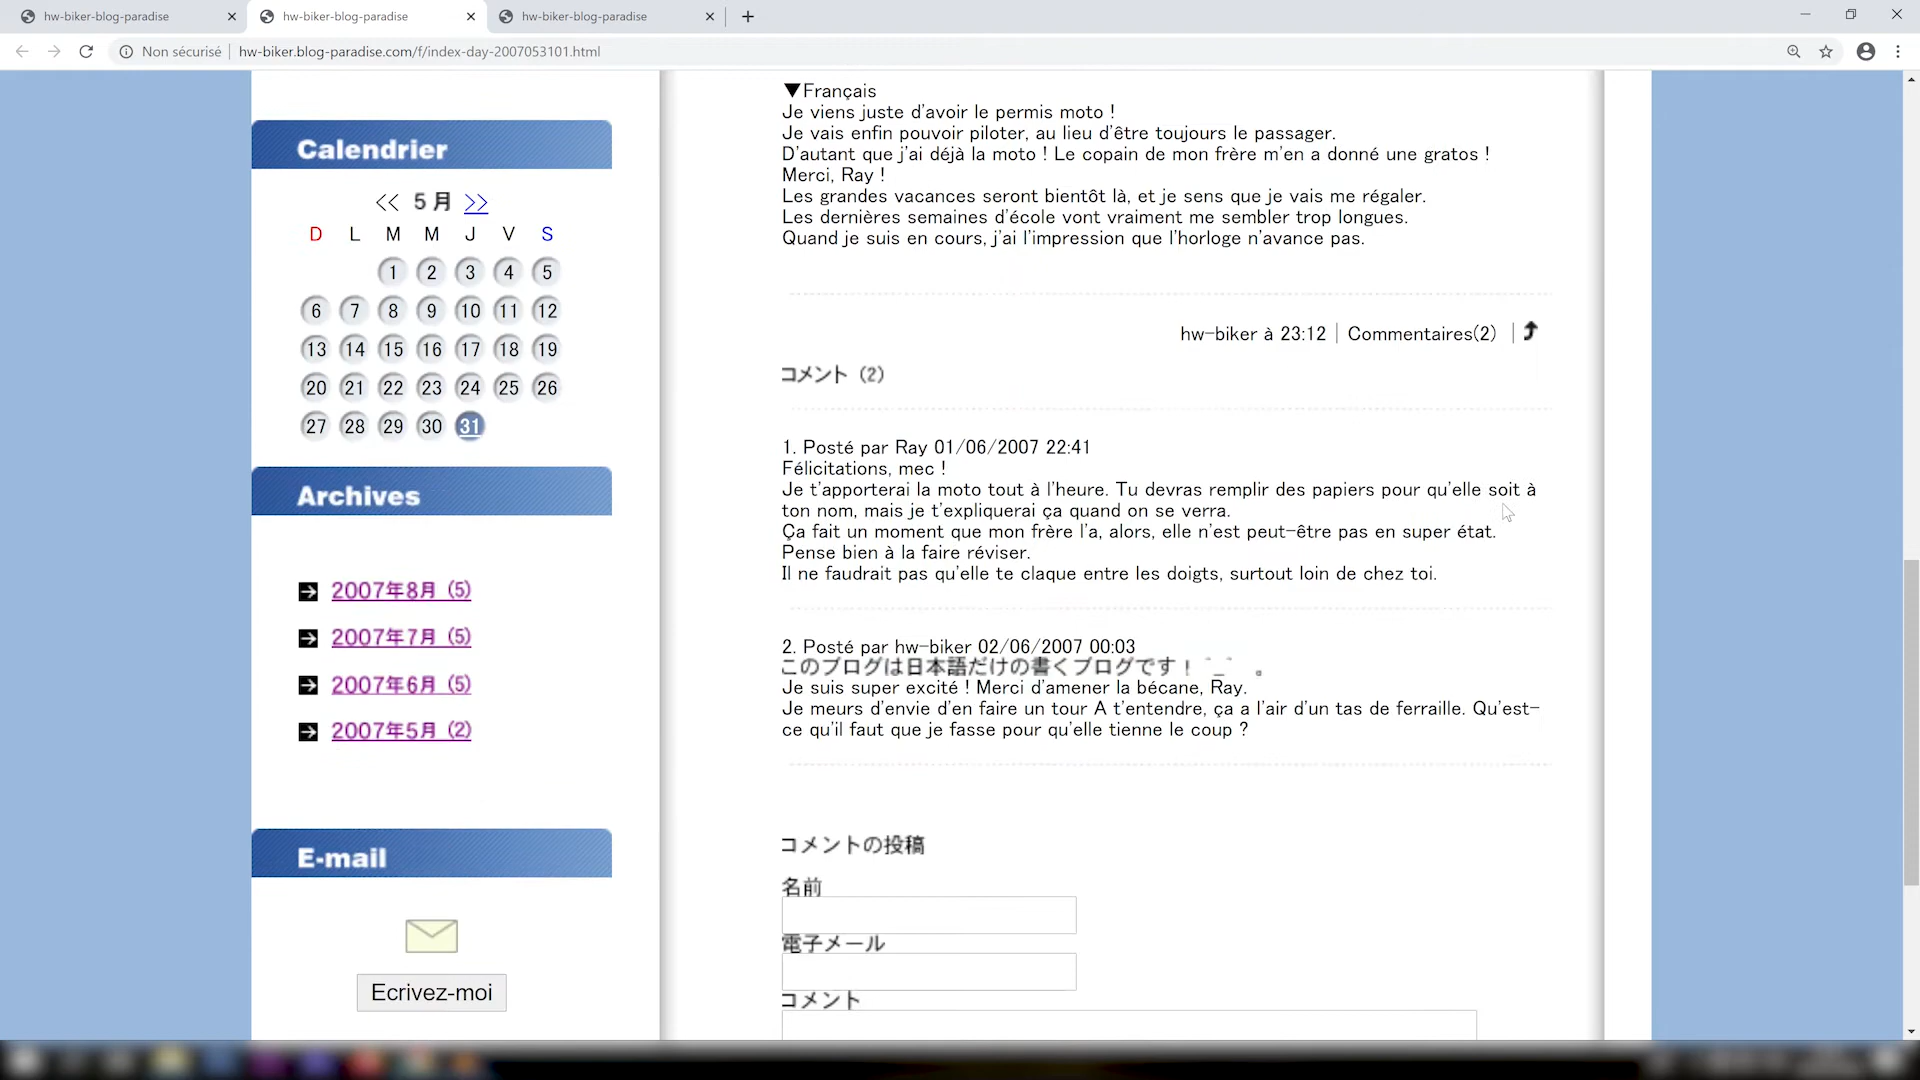 hw-biker-blog-paradise
hw-biker-blog-paradise
hw-biker-blog-paradise
Non sécurisé
hw-biker.blog-paradise.com/f/index-day-2007053101.html
Calendrier
<< 5月 >>
D L M M J V S
1 2 3 4 5
6 7 8 9 10 11 12
13 14 15 16 17 18 19
20 21 22 23 24 25 26
27 28 29 30 31
Archives
2007年8月 (5)
2007年7月 (5)
2007年6月 (5)
2007年5月 (2)
E-mail
Ecrivez-moi
▼Français
Je viens juste d'avoir le permis moto !
Je vais enfin pouvoir piloter, au lieu d'être toujours le passager.
D'autant que j'ai déjà la moto ! Le copain de mon frère m'en a donné une gratos !
Merci, Ray !
Les grandes vacances seront bientôt là, et je sens que je vais me régaler.
Les dernières semaines d'école vont vraiment me sembler trop longues.
Quand je suis en cours, j'ai l'impression que l'horloge n'avance pas.
hw-biker à 23:12 | Commentaires(2) |
コメント (2)
1. Posté par Ray 01/06/2007 22:41
Félicitations, mec !
Je t'apporterai la moto tout à l'heure. Tu devras remplir des papiers pour qu'elle soit à
ton nom, mais je t'expliquerai ça quand on se verra.
Ça fait un moment que mon frère l'a, alors, elle n'est peut-être pas en super état.
Pense bien à la faire réviser.
Il ne faudrait pas qu'elle te claque entre les doigts, surtout loin de chez toi.
2. Posté par hw-biker 02/06/2007 00:03
このブログは日本語だけの書くブログです！＾_＾。
Je suis super excité ! Merci d'amener la bécane, Ray.
Je meurs d'envie d'en faire un tour A t'entendre, ça a l'air d'un tas de ferraille. Qu'est-
ce qu'il faut que je fasse pour qu'elle tienne le coup ?
コメントの投稿
名前
電子メール
コメント